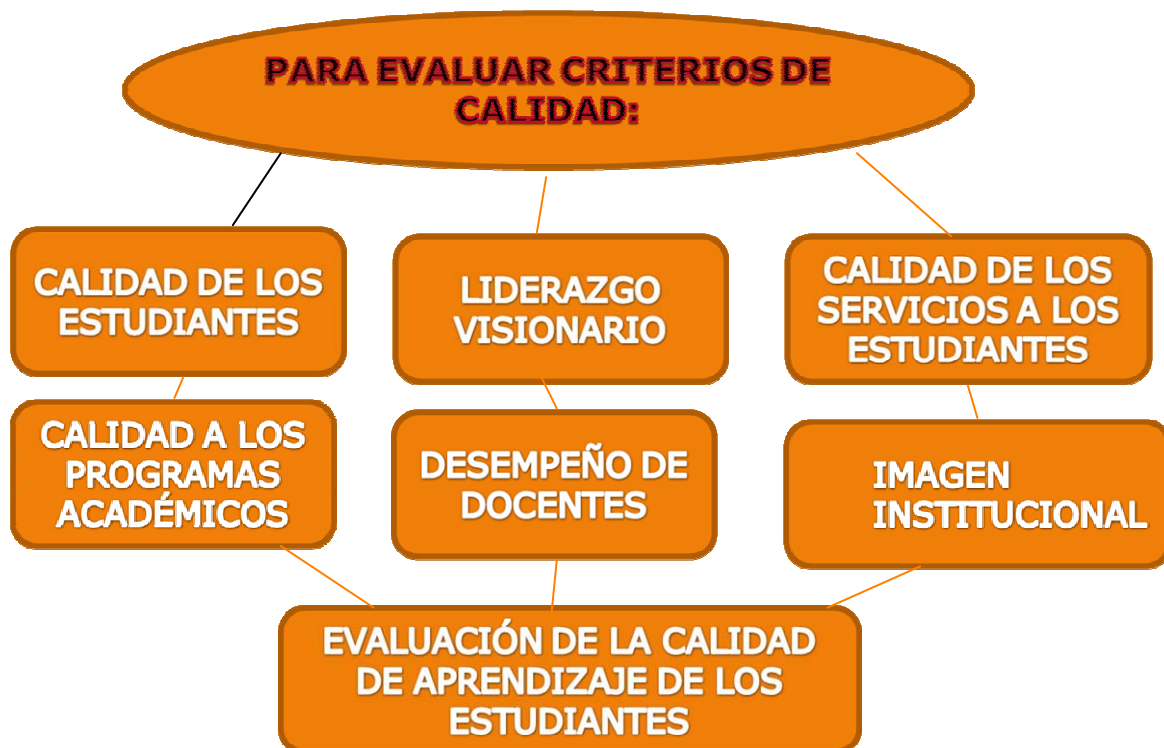 PARA EVALUAR CRITERIOS DE
CALIDAD:
CALIDAD DE LOS
ESTUDIANTES
LIDERAZGO
VISIONARIO
CALIDAD DE LOS
SERVICIOS A LOS
ESTUDIANTES
CALIDAD A LOS
PROGRAMAS
ACADÉMICOS
DESEMPEÑO DE
DOCENTES
IMAGEN
INSTITUCIONAL
EVALUACIÓN DE LA CALIDAD
DE APRENDIZAJE DE LOS
ESTUDIANTES